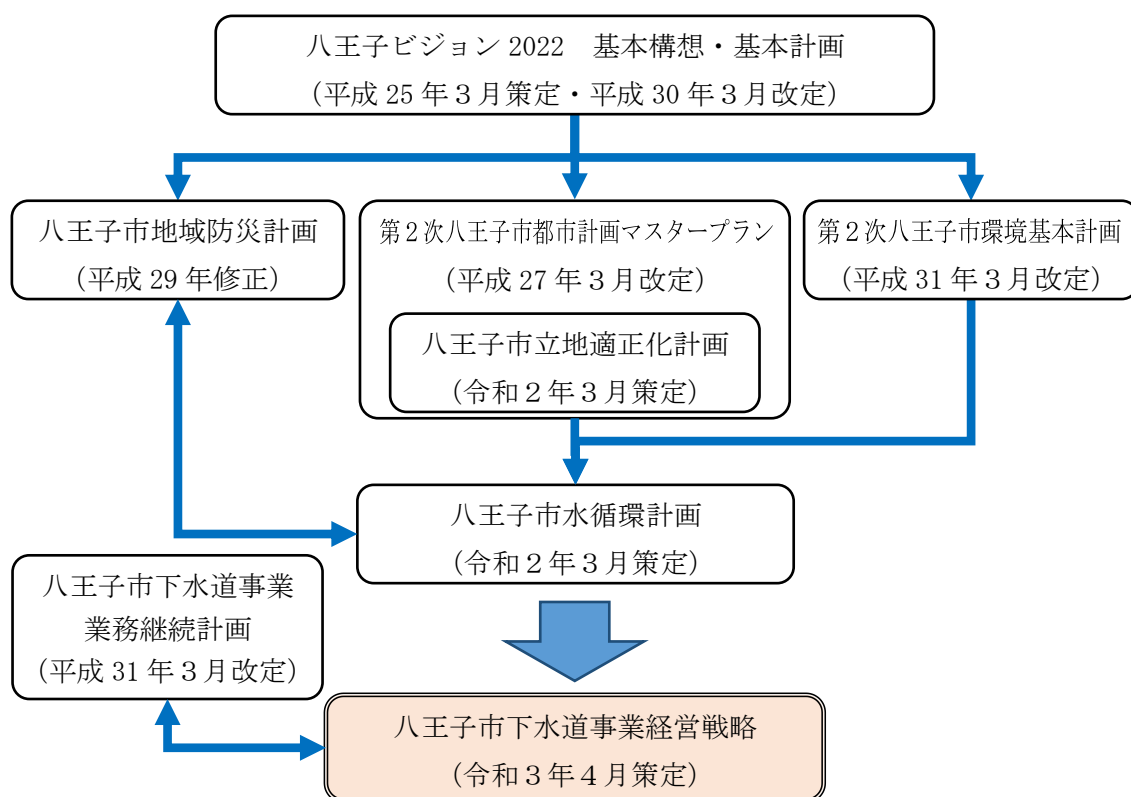 八王子ビジョン 2022　基本構想・基本計画
（平成 25 年３月策定・平成 30 年３月改定）
八王子市地域防災計画
（平成 29 年修正）
第２次八王子市都市計画マスタープラン
（平成 27 年３月改定）
八王子市立地適正化計画
（令和２年３月策定）
第２次八王子市環境基本計画
（平成 31 年３月改定）
八王子市水循環計画
（令和２年３月策定）
八王子市下水道事業
業務継続計画
（平成 31 年３月改定）
八王子市下水道事業経営戦略
（令和３年４月策定）